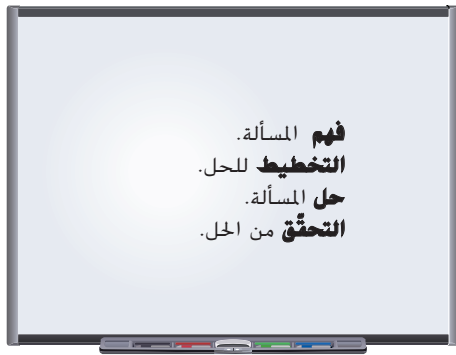 فهم المسألة.
التخطيط للحل.
حل المسألة.
التحقّق من الحل.